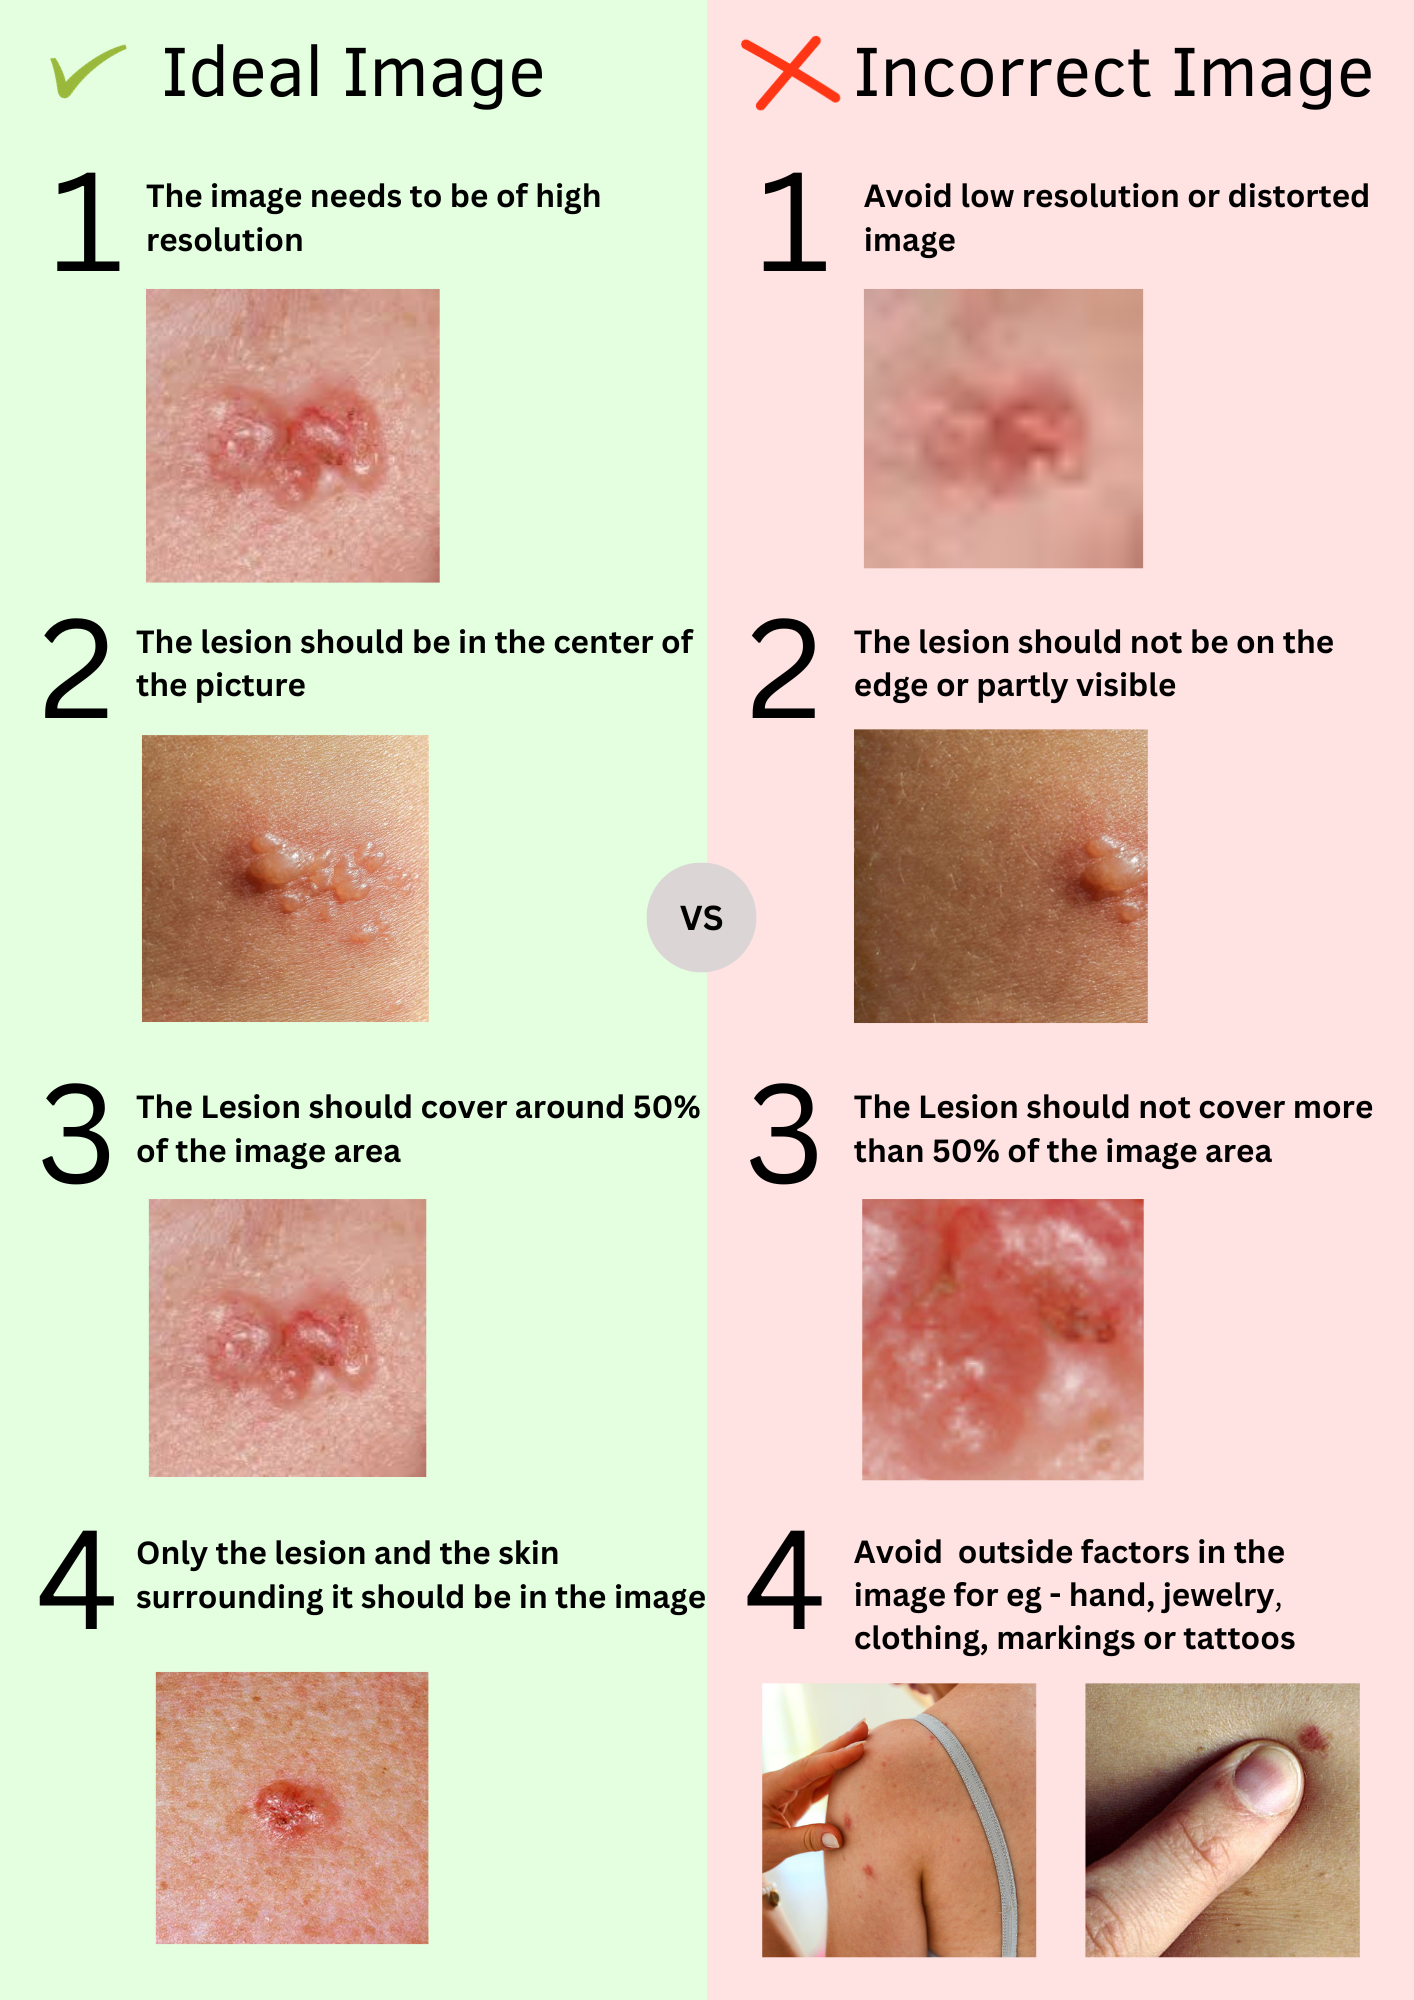 Ideal Image
1
The image needs to be of high
resolution
2
The lesion should be in the center of
the picture
3
The Lesion should cover around 50%
of the image area
4
Only the lesion and the skin
surrounding it should be in the image
VS
Incorrect Image
1
Avoid low resolution or distorted
image
2
The lesion should not be on the
edge or partly visible
3
The Lesion should not cover more
than 50% of the image area
4
Avoid  outside factors in the
image for eg - hand, jewelry,
clothing, markings or tattoos